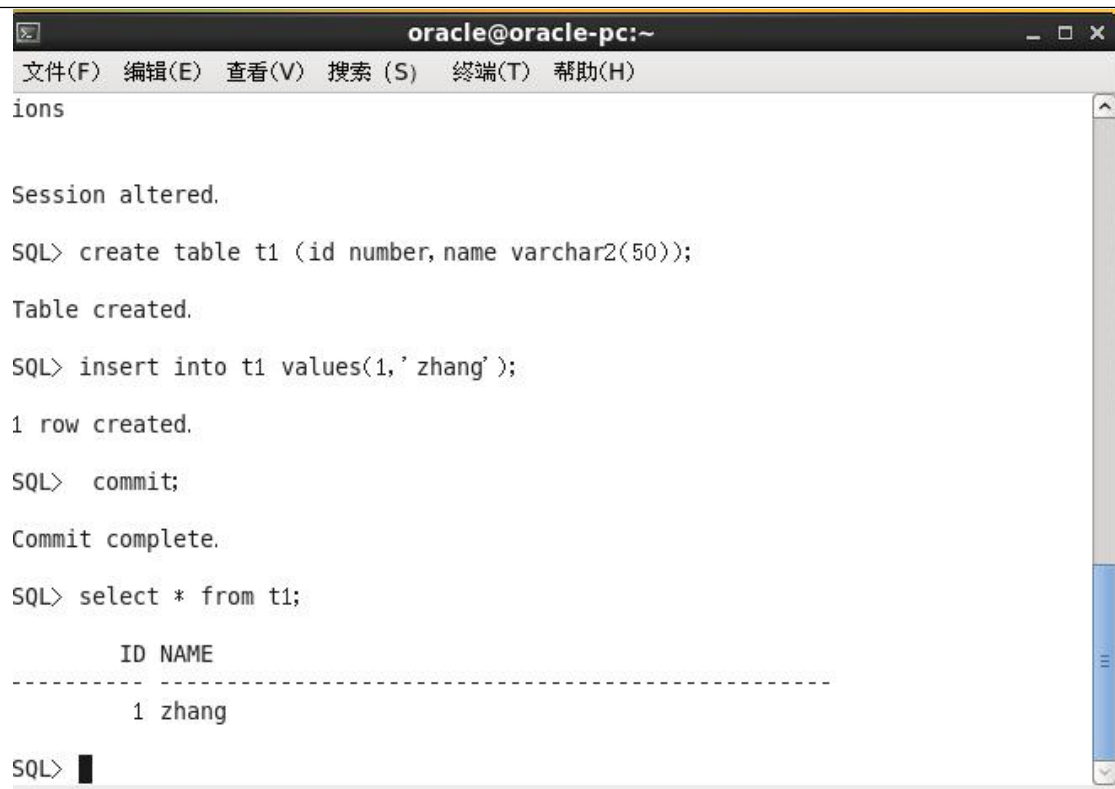 oracle@oracle-pc:~
文件(F) 编辑(E) 查看(V) 搜索 (S) 终端(T) 帮助(H)
ions
Session altered.
SQL> create table t1 (id number,name varchar2(50));
Table created.
SQL> insert into t1 values(1,'zhang');
1 row created.
SQL>  commit;
Commit complete.
SQL> select * from t1;
        ID NAME
---------- --------------------------------------------------
         1 zhang
SQL>